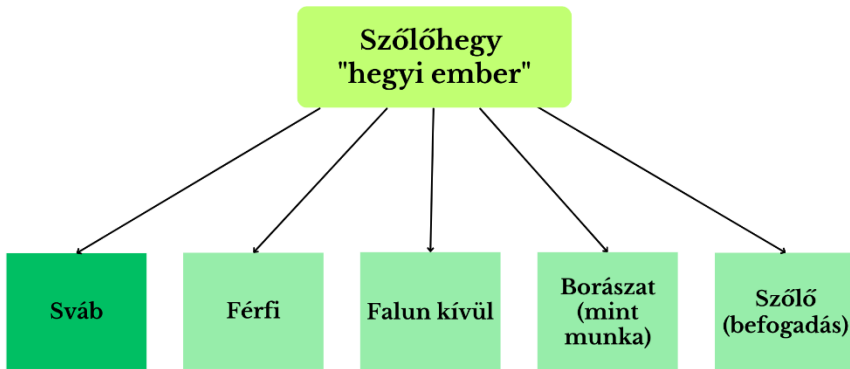 Szőlőhegy
"hegyi ember"
Sváb
Férfi
Falun kívül
Borászat
(mint
munka)
Szőlő
(befogadás)